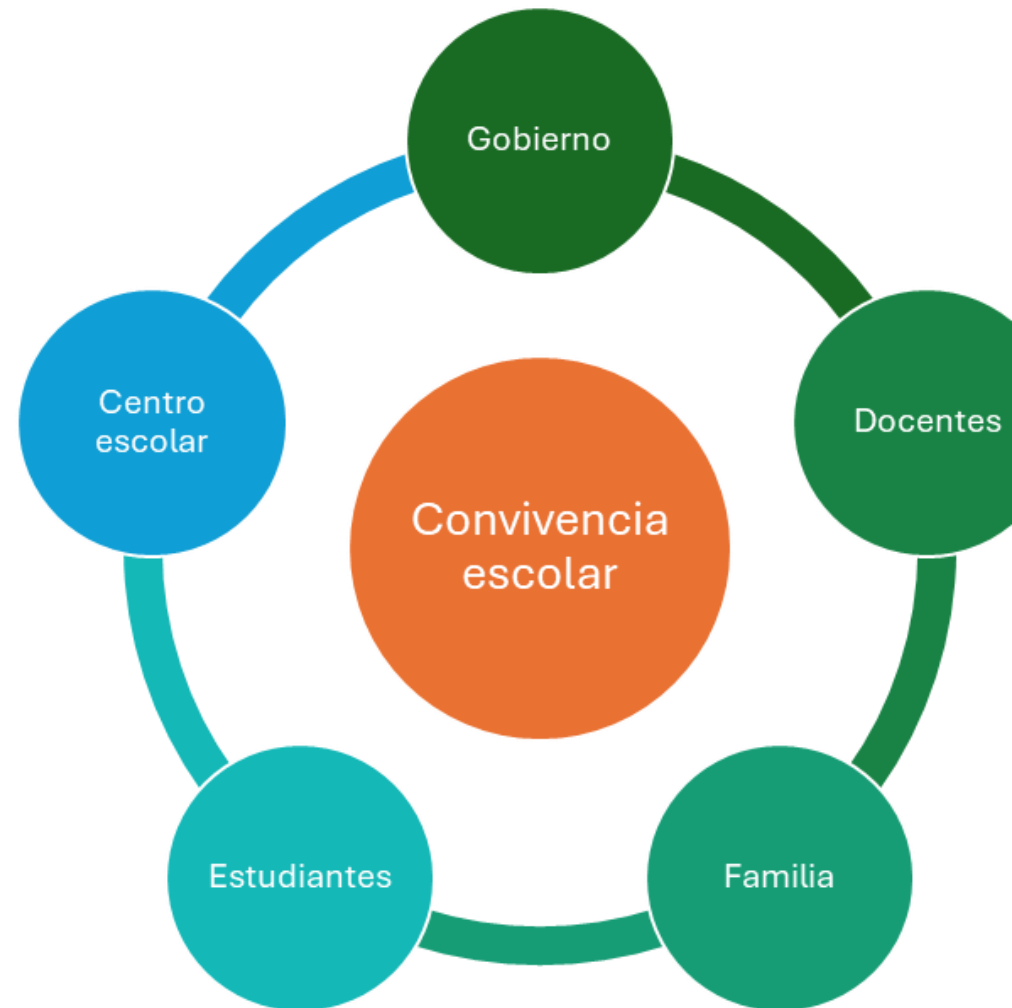 Gobierno
Centro
escolar
Docentes
Convivencia
escolar
Estudiantes
Familia